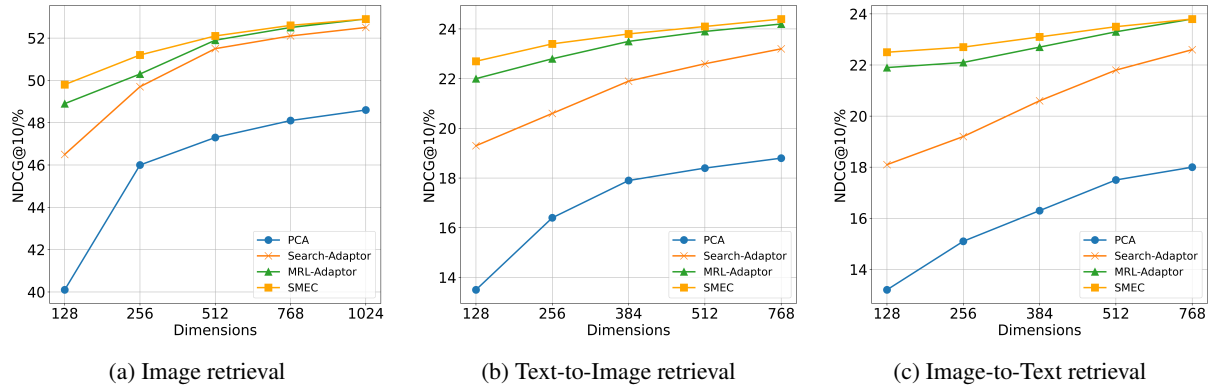 NDCG@10/%
52
50
48
46
44
42
40
128 256 512 768 1024
Dimensions
PCA
Search-Adaptor
MRL-Adaptor
SMEC
(a) Image retrieval
NDCG@10/%
24
22
20
18
16
14
128 256 384 512 768
Dimensions
PCA
Search-Adaptor
MRL-Adaptor
SMEC
(b) Text-to-Image retrieval
NDCG@10/%
24
22
20
18
16
14
128 256 384 512 768
Dimensions
PCA
Search-Adaptor
MRL-Adaptor
SMEC
(c) Image-to-Text retrieval